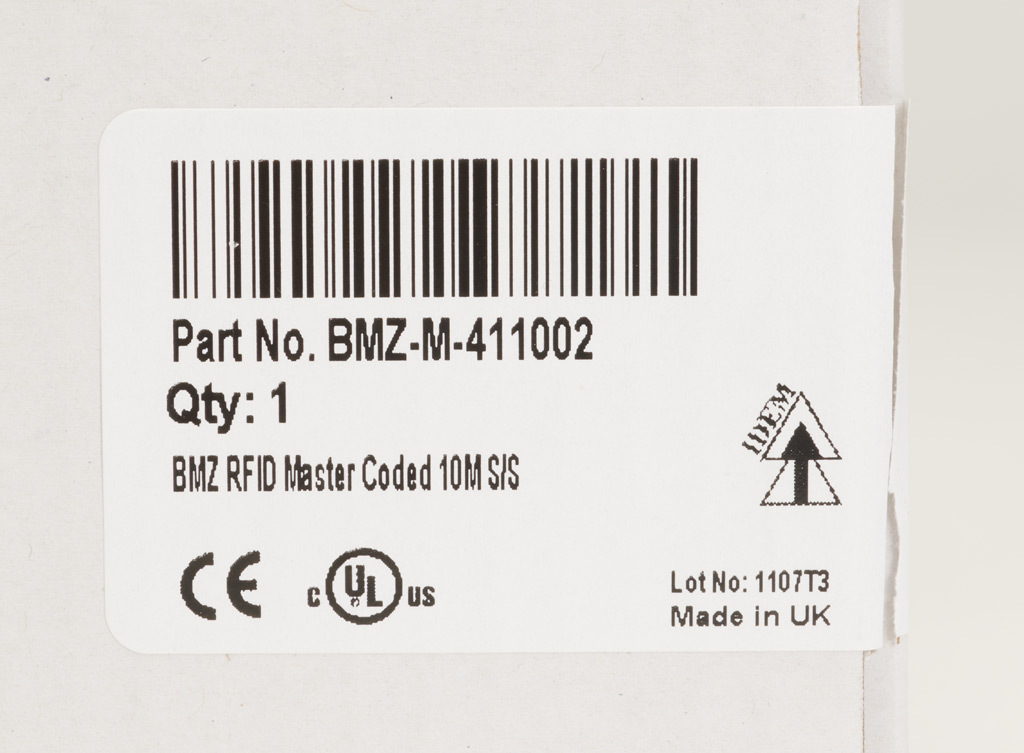 Part No. BMZ-M-411002
Qty: 1
IDEM
BMZ RFID Master Coded 10M S/S
CE
C UL US
Lot No: 1107T3
Made in UK